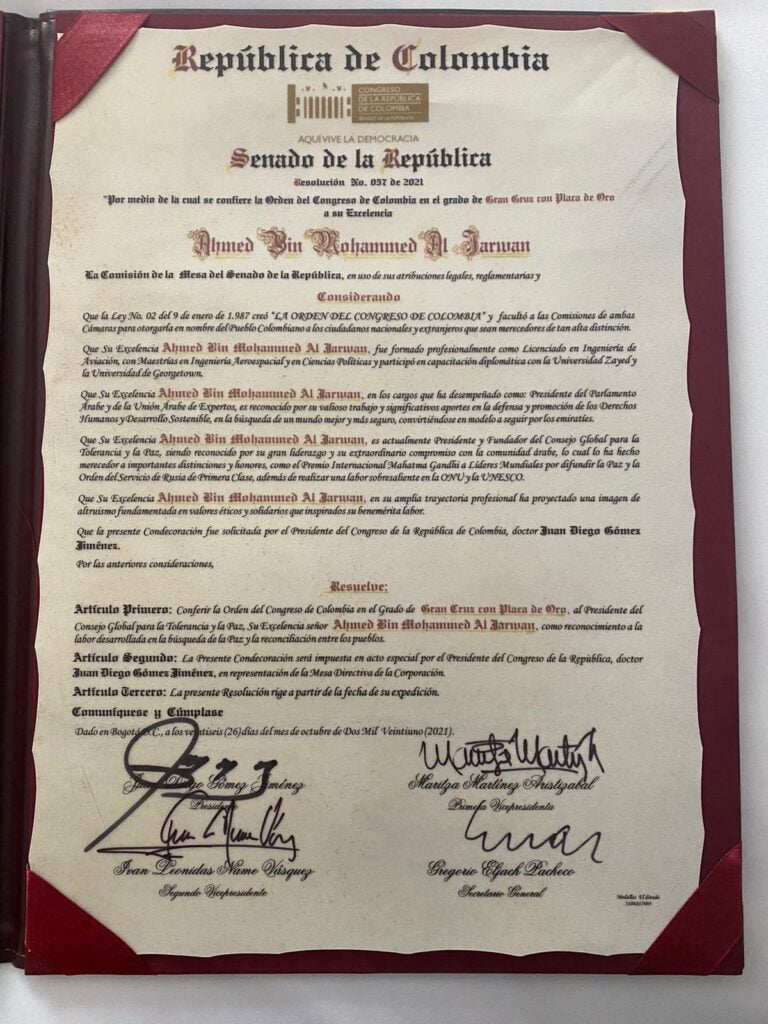 República de Colombia
CONGRESO
DE LA REPÚBLICA
DE COLOMBIA
SENADO DE LA REPÚBLICA
AQUÍ VIVE LA DEMOCRACIA
Senado de la República
Resolución No. 057 de 2021
"Por medio de la cual se confiere la Orden del Congreso de Colombia en el grado de Gran Gruz con Placa de Oro
a su Excelencia
Ahmed Bin Mohammed Al Jarwan
La Comisión de la Mesa del Senado de la República, en uso de sus atribuciones legales, reglamentarias y
Considerando
Que la Ley No. 02 del 9 de enero de 1.987 creó "LA ORDEN DEL CONGRESO DE COLOMBIA" y facultó a las Comisiones de ambas
Cámaras para otorgarla en nombre del Pueblo Colombiano a los ciudadanos nacionales y extranjeros que sean merecedores de tan alta distinción.
Que Su Excelencia Ahmed Bin Mohammed Al Jarwan, fue formado profesionalmente como Licenciado en Ingeniería de
Aviación, con Maestrías en Ingeniería Aeroespacial y en Ciencias Políticas y participó en capacitación diplomática con la Universidad Zayed y
la Universidad de Georgetown.
Que Su Excelencia Ahmed Bin Mohammed Al Jarwan, en los cargos que ha desempeñado como: Presidente del Parlamento
Árabe y de la Unión Árabe de Expertos, es reconocido por su valioso trabajo y significativos aportes en la defensa y promoción de los Derechos
Humanos y Desarrollo Sostenible, en la búsqueda de un mundo mejor y más seguro, convirtiéndose en modelo a seguir por los emiratíes.
Que Su Excelencia Ahmed Bin Mohammed Al Jarwan, es actualmente Presidente y Fundador del Consejo Global para la
Tolerancia y la Paz, siendo reconocido por su gran liderazgo y su extraordinario compromiso con la comunidad árabe, lo cual lo ha hecho
merecedor a importantes distinciones y honores, como el Premio Internacional Mahatma Gandhi a Líderes Mundiales por difundir la Paz y la
Orden del Servicio de Rusia de Primera Clase, además de realizar una labor sobresaliente en la ONU y la UNESCO.
Que Su Excelencia Ahmed Bin Mohammed Al Jarwan, en su amplia trayectoria profesional ha proyectado una imagen de
altruismo fundamentada en valores éticos y solidarios que inspirados su benemérita labor.
Que la presente Condecoración fue solicitada por el Presidente del Congreso de la República de Colombia, doctor Juan Diego Gómez
Jiménez.
Por las anteriores consideraciones,
Resuelve:
Artículo Primero: Conferir la Orden del Congreso de Colombia en el Grado de Gran Cruz con Placa de Oro, al Presidente del
Consejo Global para la Tolerancia y la Paz, Su Excelencia señor Ahmed Bin Mohammed Al Jarwan, como reconocimiento a la
labor desarrollada en la búsqueda de la Paz y la reconciliación entre los pueblos.
Artículo Segundo: La Presente Condecoración será impuesta en acto especial por el Presidente del Congreso de la República, doctor
Juan Diego Gómez Jiménez, en representación de la Mesa Directiva de la Corporación.
Artículo Tercero: La presente Resolución rige a partir de la fecha de su expedición.
Comuníquese y Cúmplase
Dado en Bogotá D.C., a los veintiseis (26) días del mes de octubre de Dos Mil Veintiuno (2021).
Juan Diego Gómez Jiménez
Presidente
Maritza Martínez Aristizabal
Primera Vicepresidenta
Ivan Leonidas Name Vásquez
Segundo Vicepresidente
Gregorio Eljach Pacheco
Secretario General
Medallas El dorado